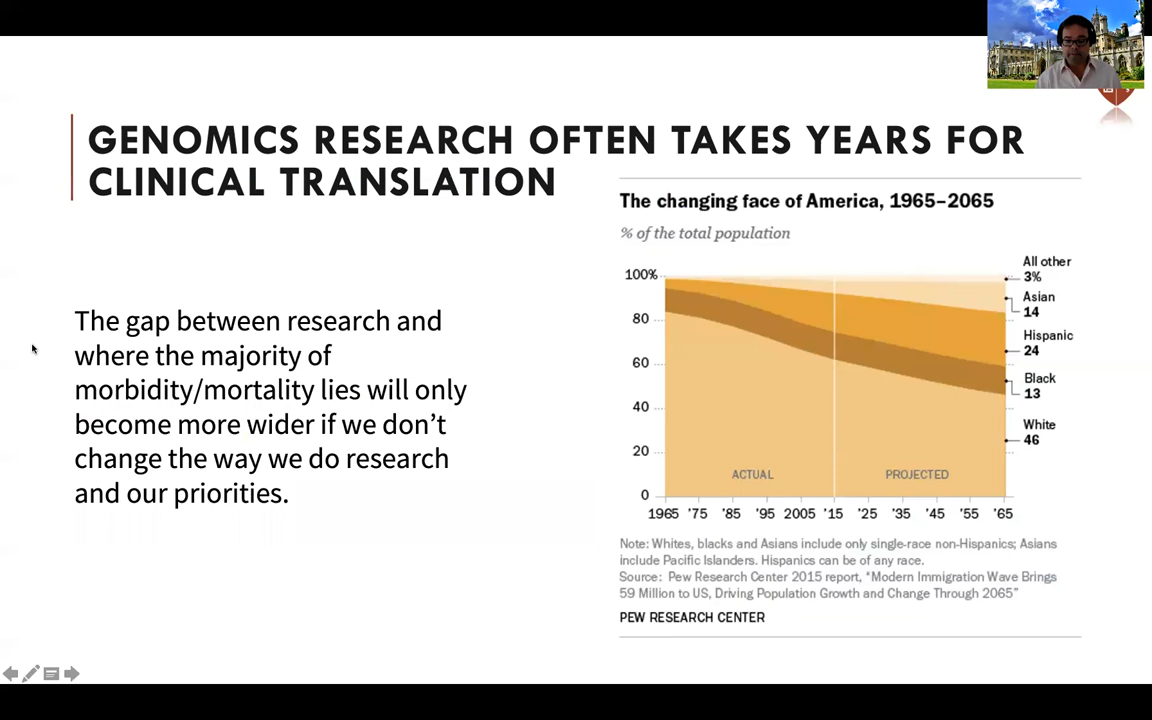 GENOMICS RESEARCH OFTEN TAKES YEARS FOR
CLINICAL TRANSLATION
The gap between research and
where the majority of
morbidity/mortality lies will only
become more wider if we don’t
change the way we do research
and our priorities.
The changing face of America, 1965–2065
% of the total population
100%
80
60
40
20
0
ACTUAL
PROJECTED
1965 ’75 ’85 ’95 2005 ’15 ’25 ’35 ’45 ’55 ’65
All other
3%
Asian
14
Hispanic
24
Black
13
White
46
Note: Whites, blacks and Asians include only single-race non-Hispanics; Asians
include Pacific Islanders. Hispanics can be of any race.
Source: Pew Research Center 2015 report, “Modern Immigration Wave Brings
59 Million to US, Driving Population Growth and Change Through 2065”
PEW RESEARCH CENTER